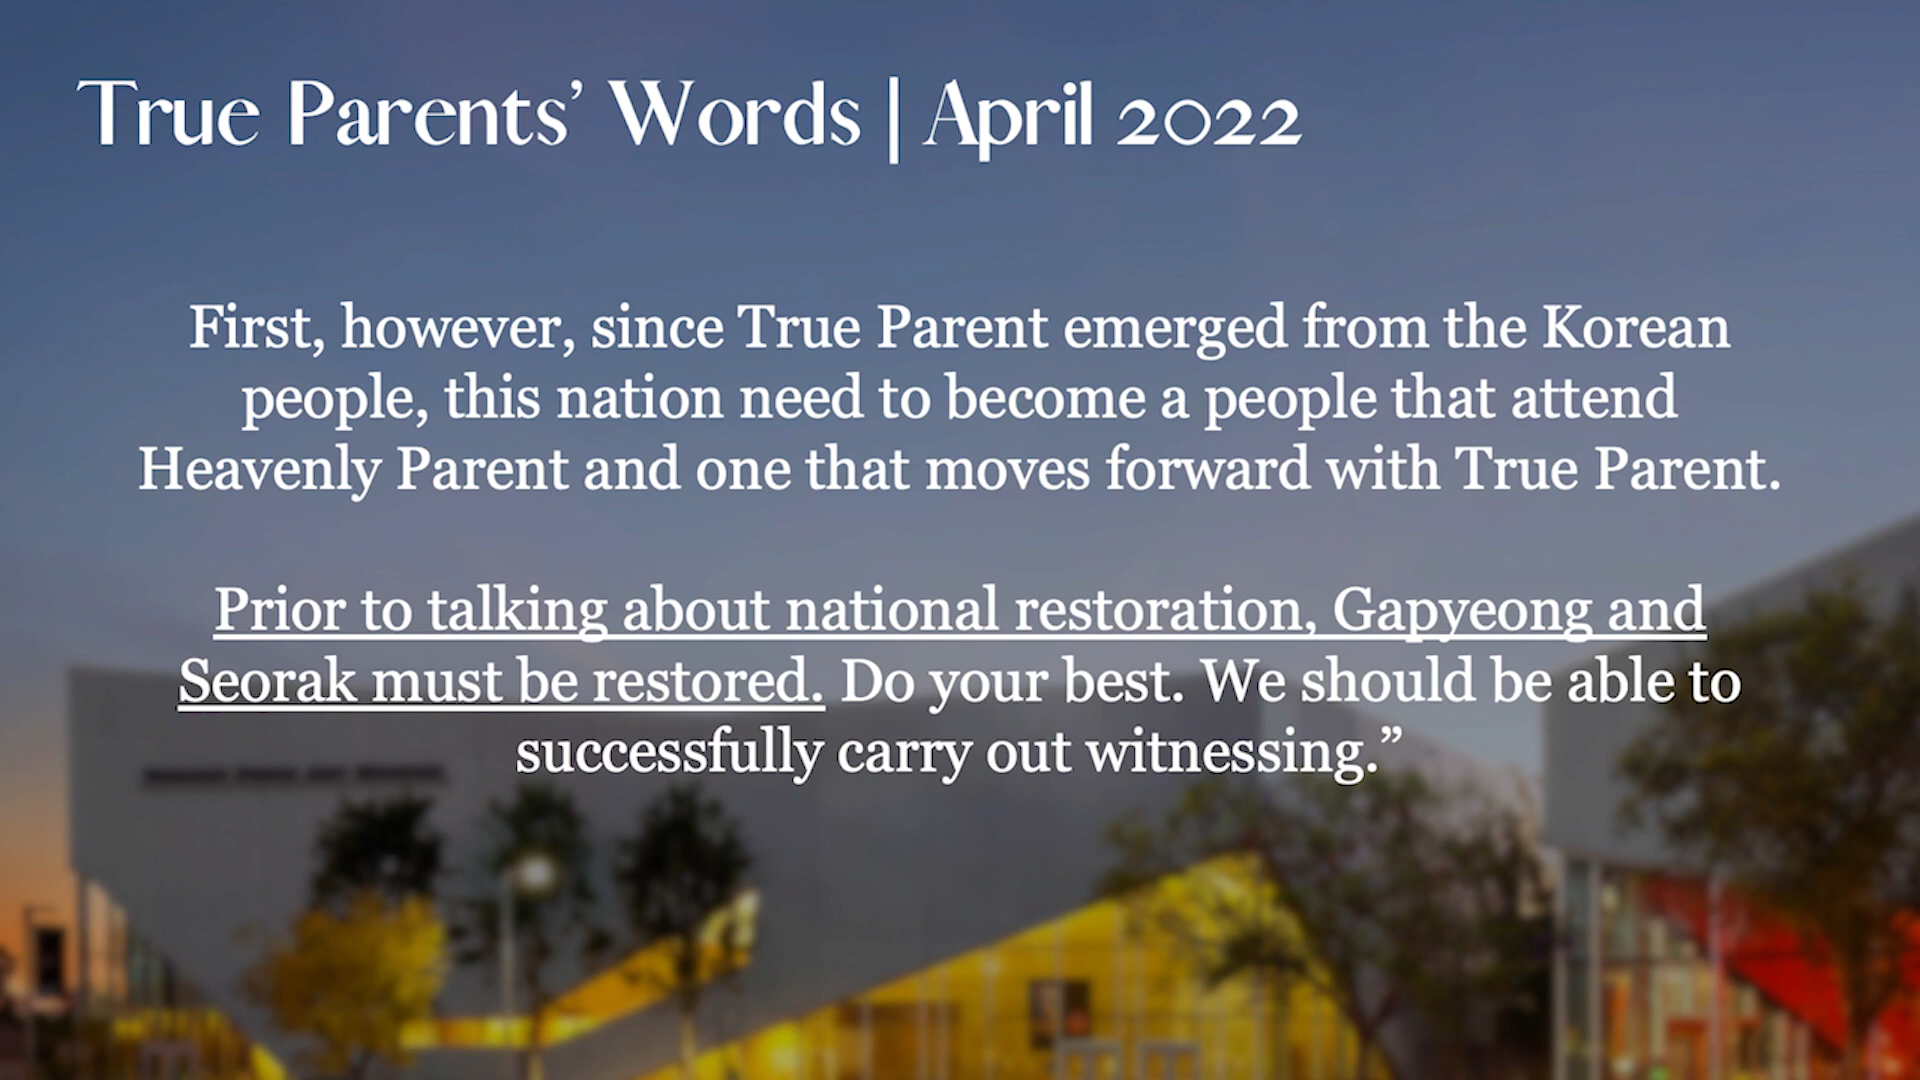 True Parents’ Words | April 2022
First, however, since True Parent emerged from the Korean
people, this nation need to become a people that attend
Heavenly Parent and one that moves forward with True Parent.
Prior to talking about national restoration, Gapyeong and
Seorak must be restored. Do your best. We should be able to
successfully carry out witnessing.”